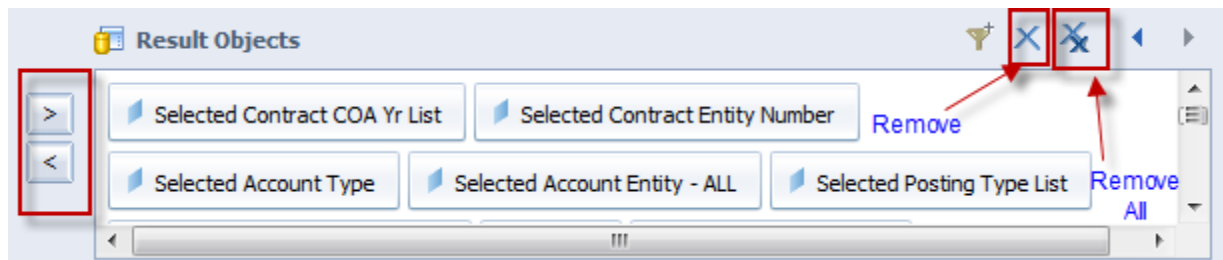 Result Objects
>
Selected Contract COA Yr List
Selected Contract Entity Number
Remove
<
Selected Account Type
Selected Account Entity - ALL
Selected Posting Type List
Remove
All